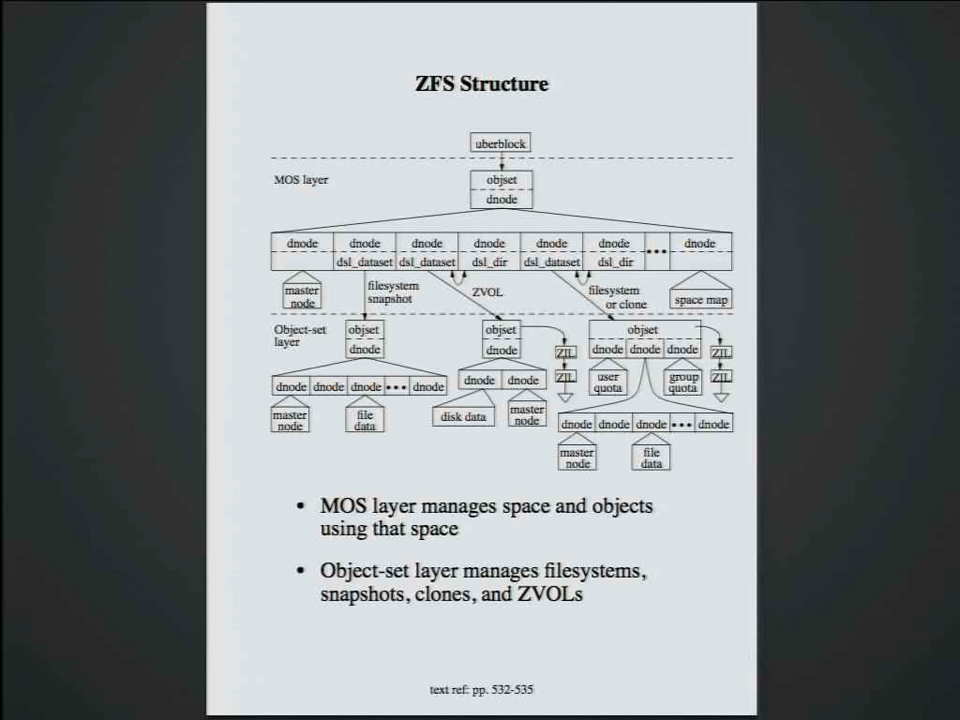 ZFS Structure
uberblock
MOS layer
objset
dnode
dnode dnode dnode dnode dnode dnode ••• dnode
dsl_dataset dsl_dataset dsl_dir dsl_dataset dsl_dir
master
node
filesystem
snapshot
ZVOL
filesystem
or clone
space map
Object-set
layer
objset
dnode
objset
dnode
ZIL
ZIL
objset
dnode dnode dnode
ZIL
ZIL
user
quota
group
quota
dnode dnode dnode ••• dnode
master
node
file
data
dnode dnode
disk data
master
node
dnode dnode dnode ••• dnode
master
node
file
data
• MOS layer manages space and objects
using that space
• Object-set layer manages filesystems,
snapshots, clones, and ZVOLs
text ref: pp. 532-535